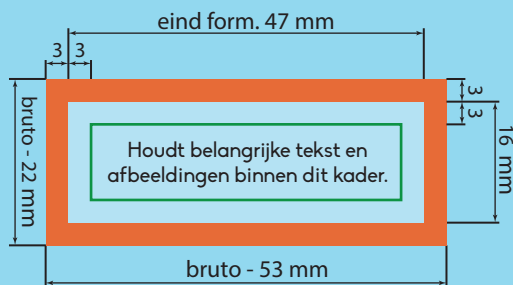 eind form. 47 mm
3
3
3
3
bruto - 22 mm
16 mm
Houdt belangrijke tekst en
afbeeldingen binnen dit kader.
bruto - 53 mm